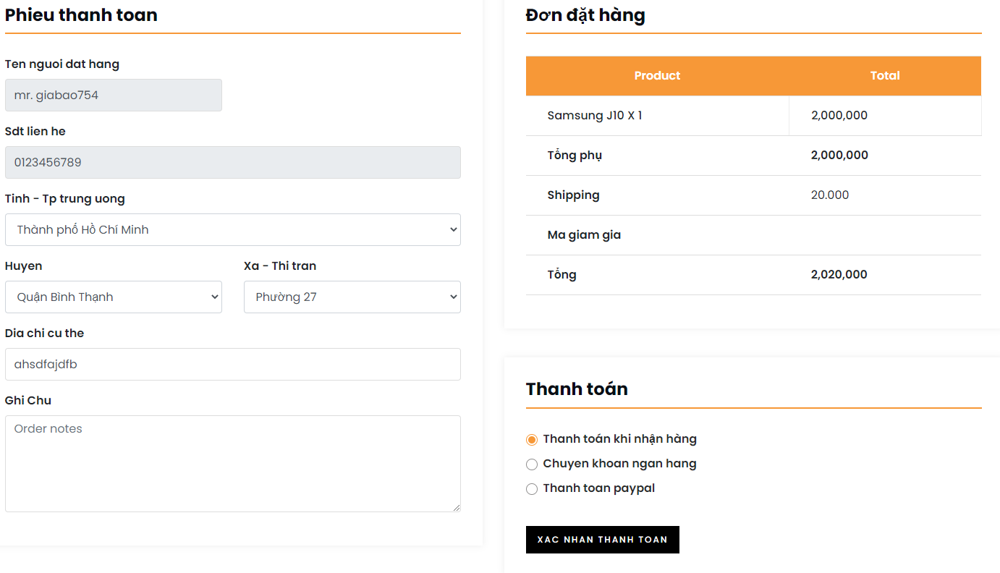 Phieu thanh toan
Ten nguoi dat hang
mr. giabao754
Sdt lien he
0123456789
Tinh - Tp trung uong
Thành phố Hồ Chí Minh
Huyen
Xa - Thi tran
Quận Bình Thạnh
Phường 27
Dia chi cu the
ahsdfajdfb
Ghi Chu
Order notes
Đơn đặt hàng
Product Total
Samsung J10 X 1 2,000,000
Tổng phụ 2,000,000
Shipping 20.000
Ma giam gia
Tổng 2,020,000
Thanh toán
Thanh toán khi nhận hàng
Chuyen khoan ngan hang
Thanh toan paypal
XAC NHAN THANH TOAN